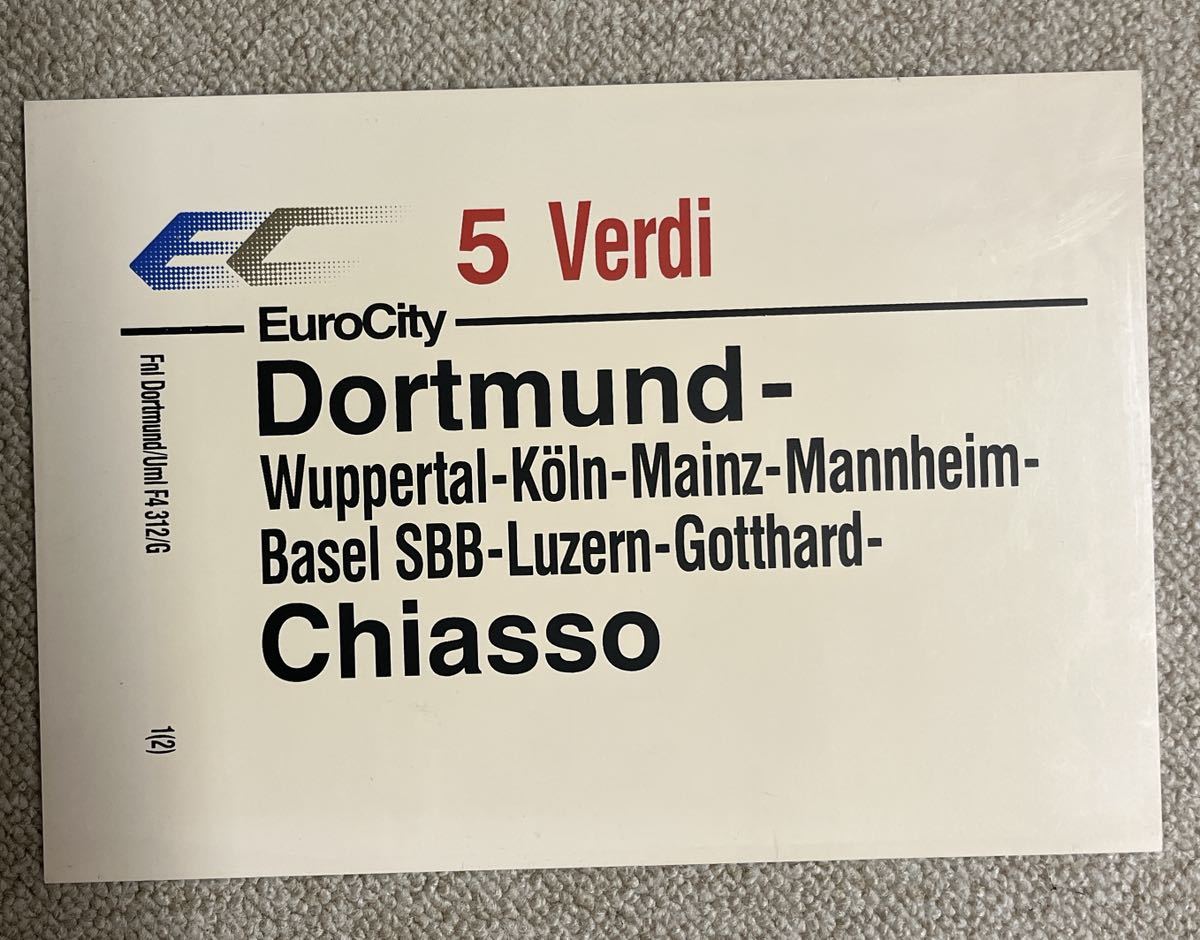 EC 5 Verdi
EuroCity
Dortmund-
Wuppertal-Köln-Mainz-Mannheim-
Basel SBB-Luzern-Gotthard-
Chiasso
Fnl Dortmund/Uml F4 312/G
1(2)